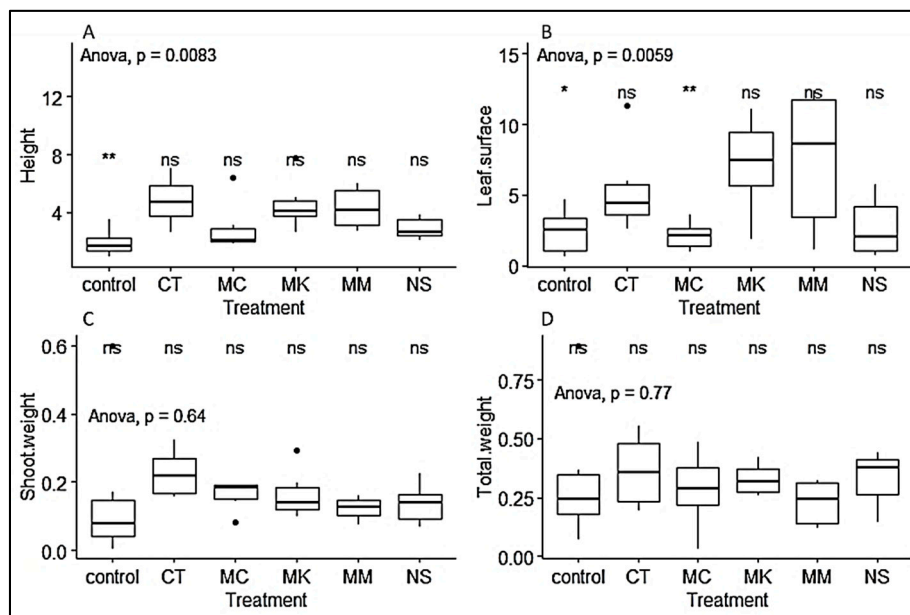 A
Anova, p = 0.0083
Height
12
8
4
** ns ns ns ns ns
control CT MC MK MM NS
Treatment
B
Anova, p = 0.0059
Leaf.surface
15
10
5
0
* ns ** ns ns ns
control CT MC MK MM NS
Treatment
C
Anova, p = 0.64
Shoot.weight
0.6
0.4
0.2
0.0
ns ns ns ns ns ns
control CT MC MK MM NS
Treatment
D
Anova, p = 0.77
Total.weight
0.75
0.50
0.25
0.00
ns ns ns ns ns ns
control CT MC MK MM NS
Treatment